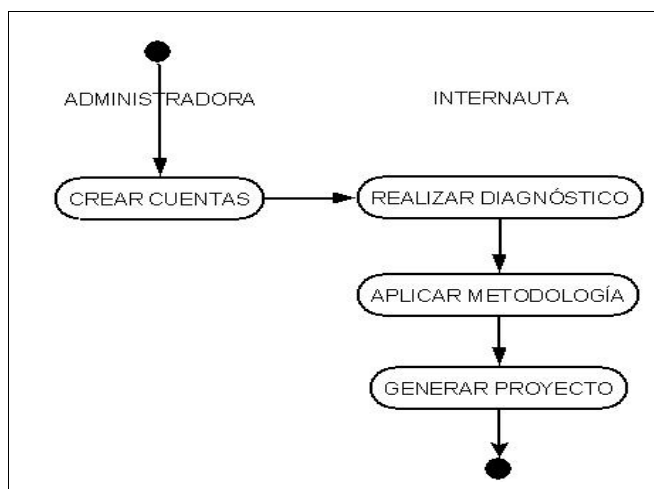 ADMINISTRADORA
INTERNAUTA
CREAR CUENTAS
REALIZAR DIAGNÓSTICO
APLICAR METODOLOGÍA
GENERAR PROYECTO